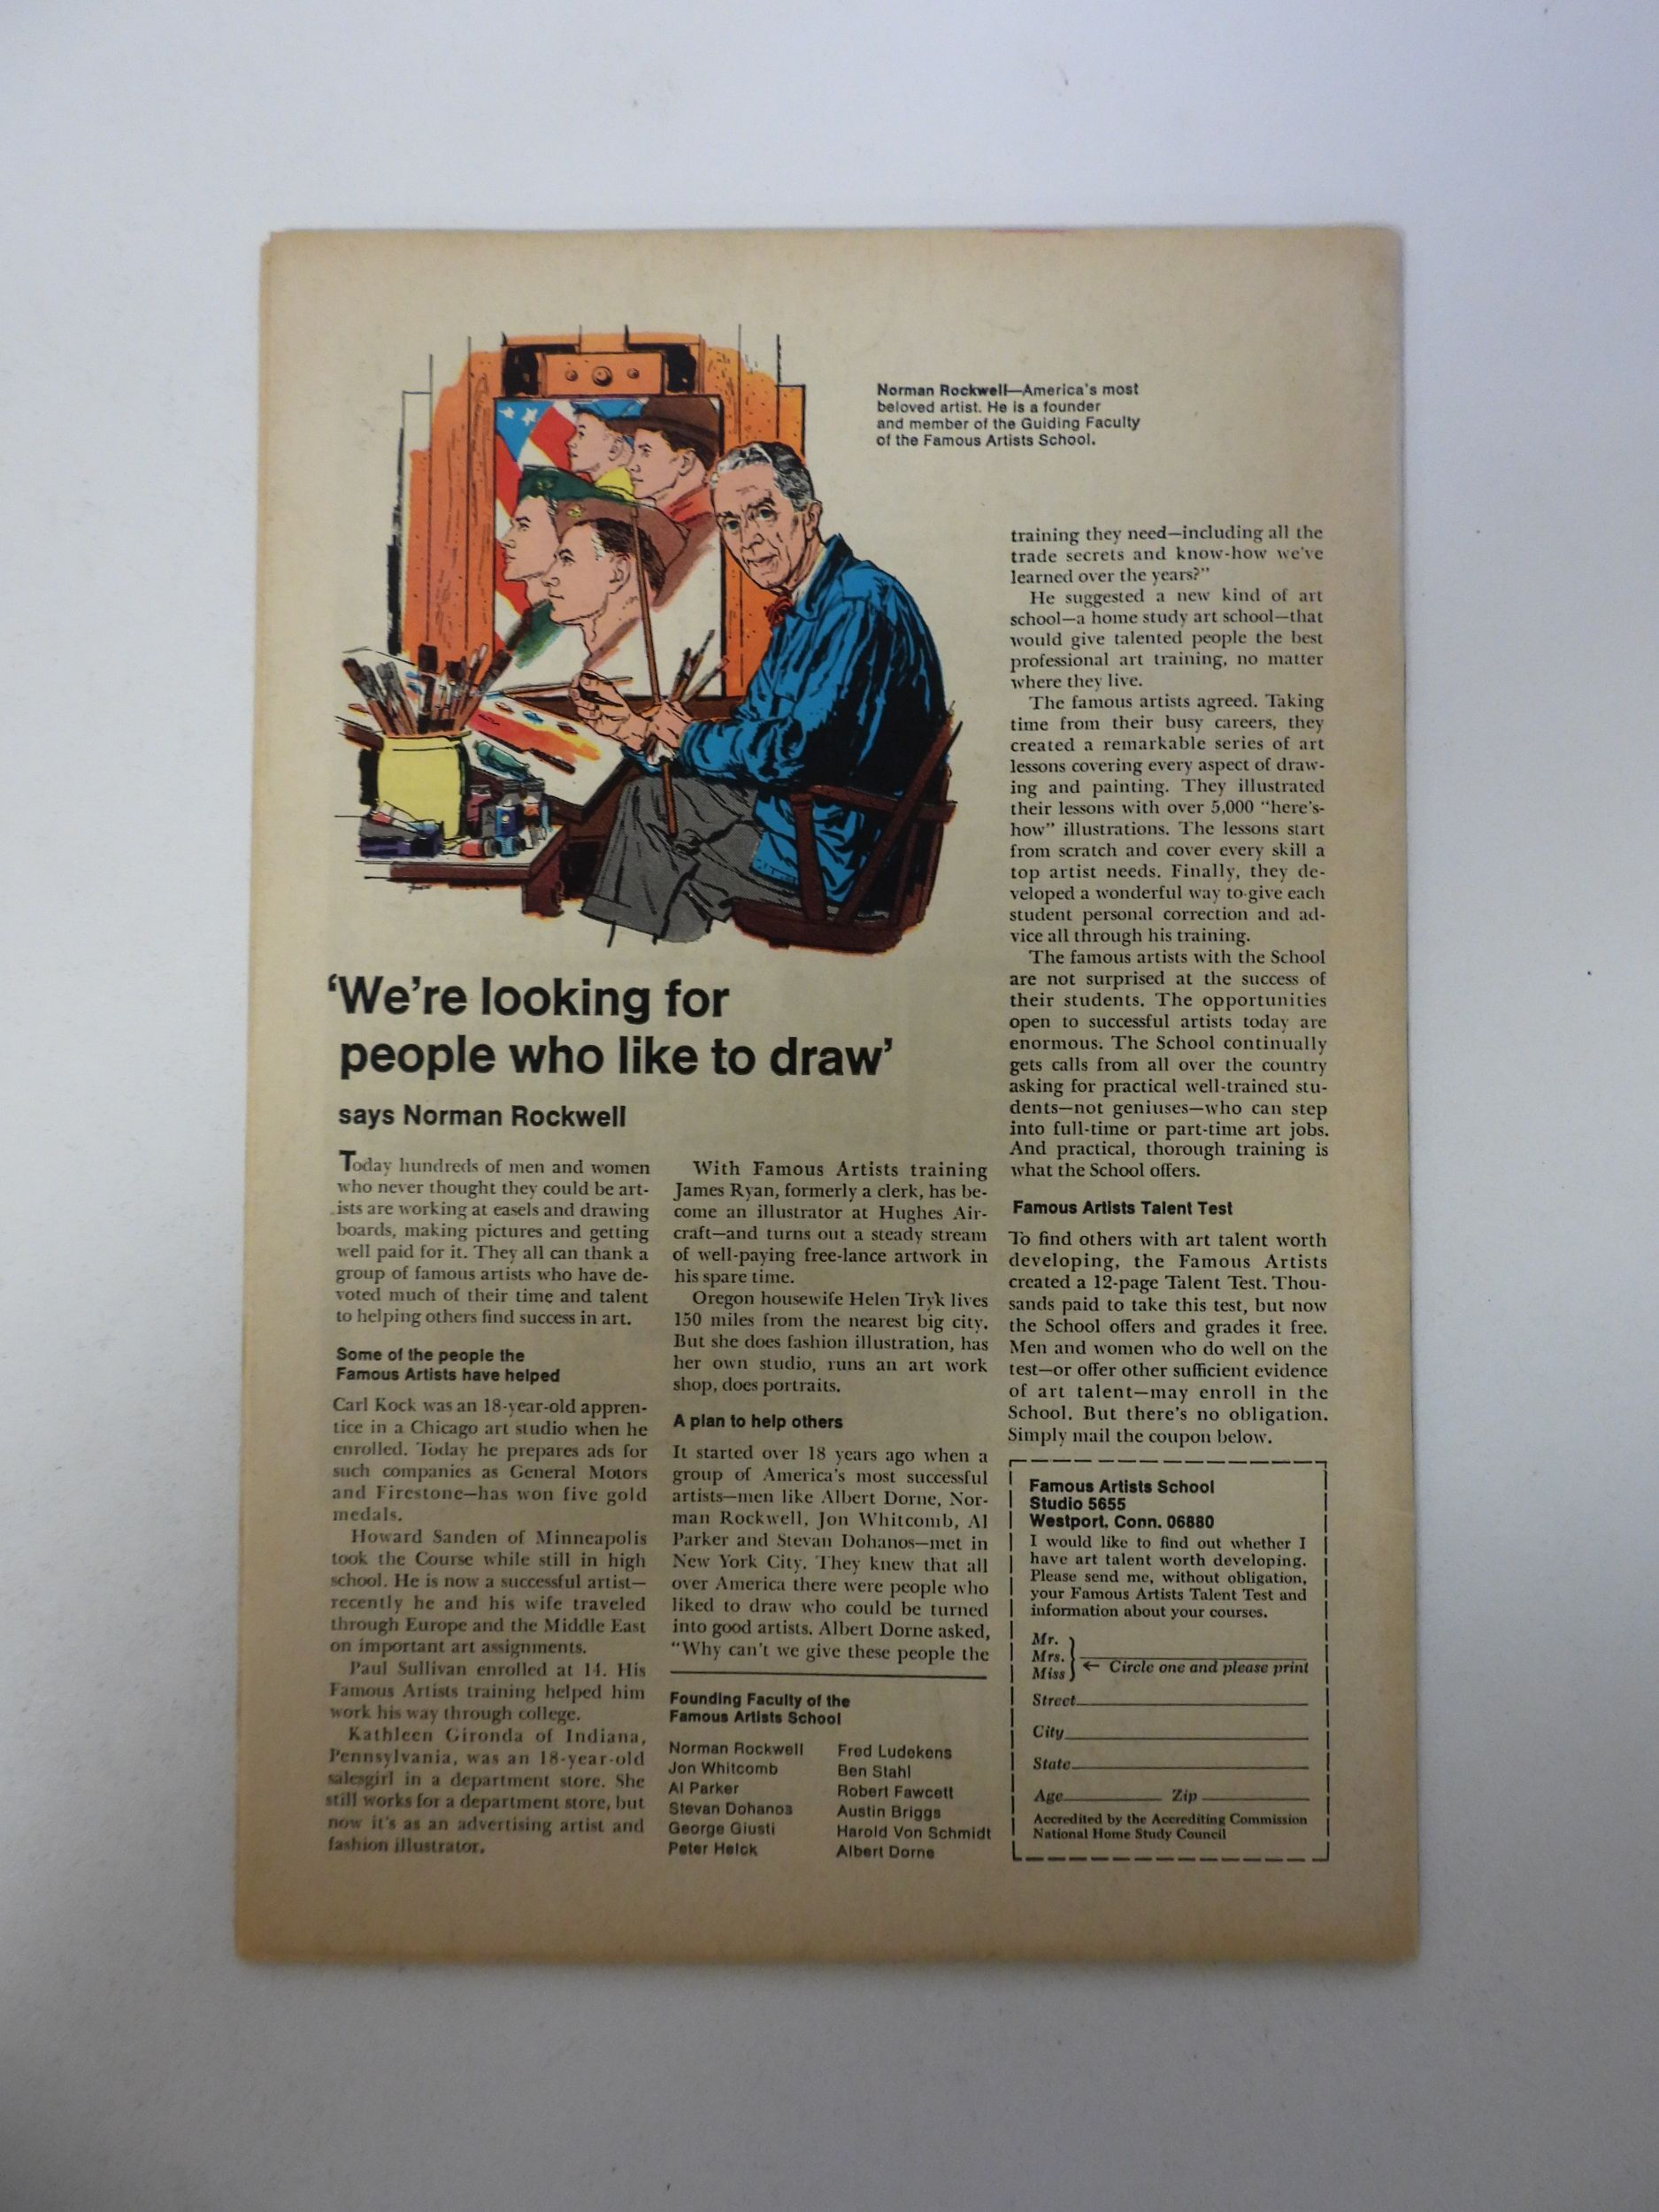 Norman Rockwell—America's most
beloved artist. He is a founder
and member of the Guiding Faculty
of the Famous Artists School.
‘We're looking for
people who like to draw’
says Norman Rockwell
Today hundreds of men and women
who never thought they could be art-
ists are working at easels and drawing
boards, making pictures and getting
well paid for it. They all can thank a
group of famous artists who have de-
voted much of their time and talent
to helping others find success in art.
Some of the people the
Famous Artists have helped
Carl Kock was an 18-year-old appren-
tice in a Chicago art studio when he
enrolled. Today he prepares ads for
such companies as General Motors
and Firestone—has won five gold
medals.
Howard Sanden of Minneapolis
took the Course while still in high
school. He is now a successful artist—
recently he and his wife traveled
through Europe and the Middle East
on important art assignments.
Paul Sullivan enrolled at 14. His
Famous Artists training helped him
work his way through college.
Kathleen Gironda of Indiana,
Pennsylvania, was an 18-year-old
salesgirl in a department store. She
still works for a department store, but
now it's as an advertising artist and
fashion illustrator.
With Famous Artists training
James Ryan, formerly a clerk, has be-
come an illustrator at Hughes Air-
craft—and turns out a steady stream
of well-paying free-lance artwork in
his spare time.
Oregon housewife Helen Tryk lives
150 miles from the nearest big city.
But she does fashion illustration, has
her own studio, runs an art work
shop, does portraits.
A plan to help others
It started over 18 years ago when a
group of America's most successful
artists—men like Albert Dorne, Nor-
man Rockwell, Jon Whitcomb, Al
Parker and Stevan Dohanos—met in
New York City. They knew that all
over America there were people who
liked to draw who could be turned
into good artists. Albert Dorne asked,
"Why can't we give these people the
Founding Faculty of the
Famous Artists School
Norman Rockwell
Jon Whitcomb
Al Parker
Stevan Dohanos
George Giusti
Peter Helck
Fred Ludekens
Ben Stahl
Robert Fawcett
Austin Briggs
Harold Von Schmidt
Albert Dorne
training they need—including all the
trade secrets and know-how we've
learned over the years?"
He suggested a new kind of art
school—a home study art school—that
would give talented people the best
professional art training, no matter
where they live.
The famous artists agreed. Taking
time from their busy careers, they
created a remarkable series of art
lessons covering every aspect of draw-
ing and painting. They illustrated
their lessons with over 5,000 "here's-
how" illustrations. The lessons start
from scratch and cover every skill a
top artist needs. Finally, they de-
veloped a wonderful way to give each
student personal correction and ad-
vice all through his training.
The famous artists with the School
are not surprised at the success of
their students. The opportunities
open to successful artists today are
enormous. The School continually
gets calls from all over the country
asking for practical well-trained stu-
dents—not geniuses—who can step
into full-time or part-time art jobs.
And practical, thorough training is
what the School offers.
Famous Artists Talent Test
To find others with art talent worth
developing, the Famous Artists
created a 12-page Talent Test. Thou-
sands paid to take this test, but now
the School offers and grades it free.
Men and women who do well on the
test—or offer other sufficient evidence
of art talent—may enroll in the
School. But there's no obligation.
Simply mail the coupon below.
Famous Artists School
Studio 5655
Westport, Conn. 06880
I would like to find out whether I
have art talent worth developing.
Please send me, without obligation,
your Famous Artists Talent Test and
information about your courses.
Mr.
Mrs.
Miss
← Circle one and please print
Street
City
State
Age Zip
Accredited by the Accrediting Commission
National Home Study Council